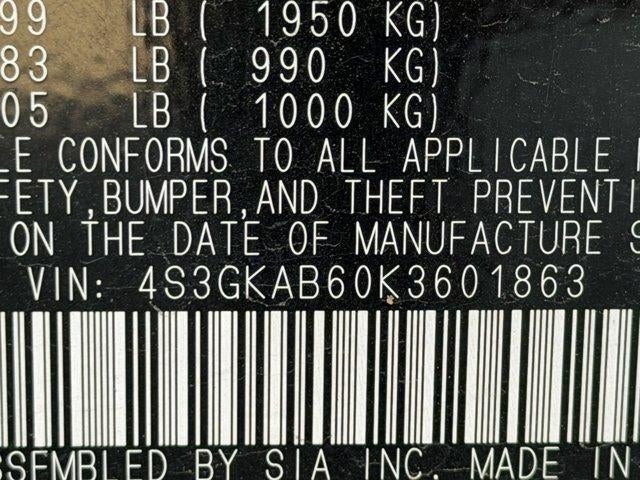 99 LB ( 1950 KG)
83 LB ( 990 KG)
05 LB ( 1000 KG)
LE CONFORMS TO ALL APPLICABLE
FETY,BUMPER,AND THEFT PREVENTI
ON THE DATE OF MANUFACTURE S
VIN: 4S3GKAB60K3601863
SSEMBLED BY SIA INC. MADE IN